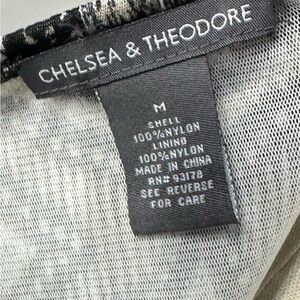 CHELSEA & THEODORE
M
SHELL
100%NYLON
LINING
100%NYLON
MADE IN CHINA
RN# 93178
SEE REVERSE
FOR CARE